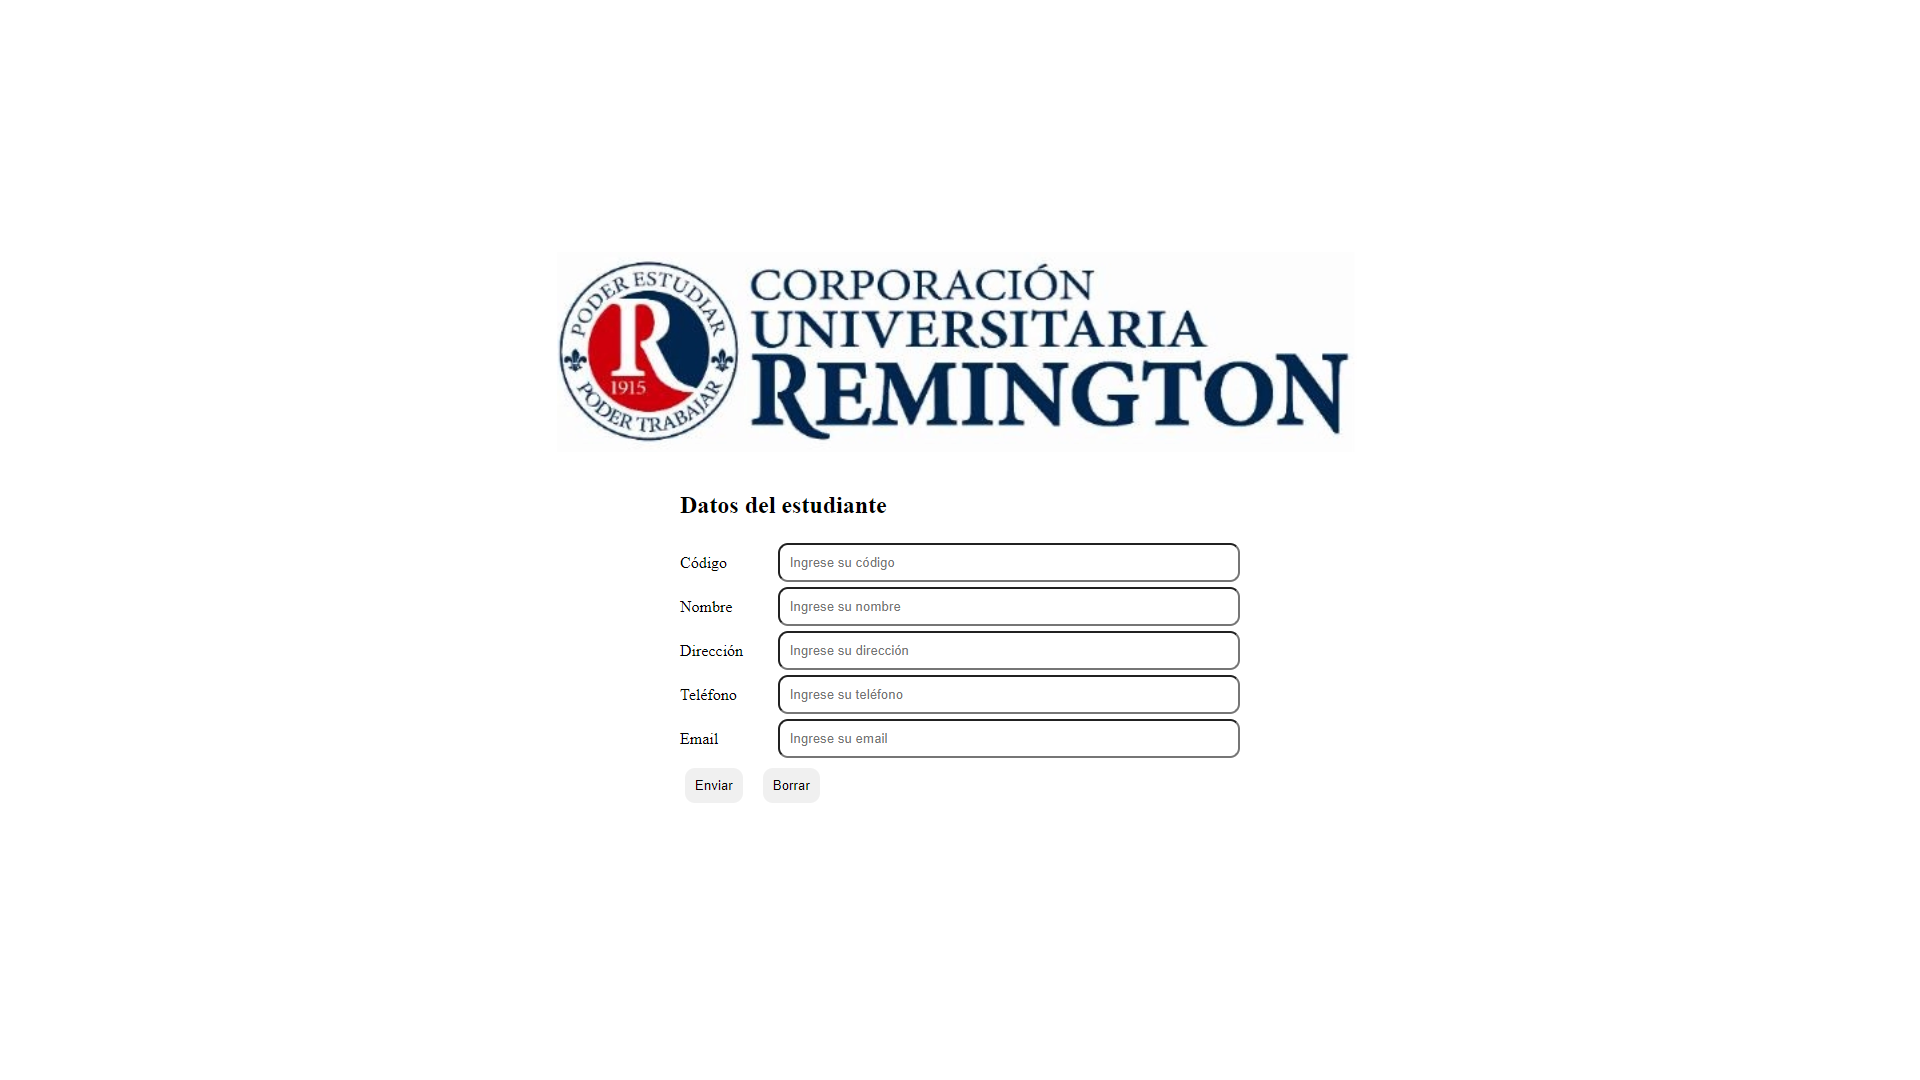 PODER ESTUDIAR
R
1915
PODER TRABAJAR
CORPORACIÓN
UNIVERSITARIA
REMINGTON
Datos del estudiante
Código Ingrese su código
Nombre Ingrese su nombre
Dirección Ingrese su dirección
Teléfono Ingrese su teléfono
Email Ingrese su email
Enviar Borrar